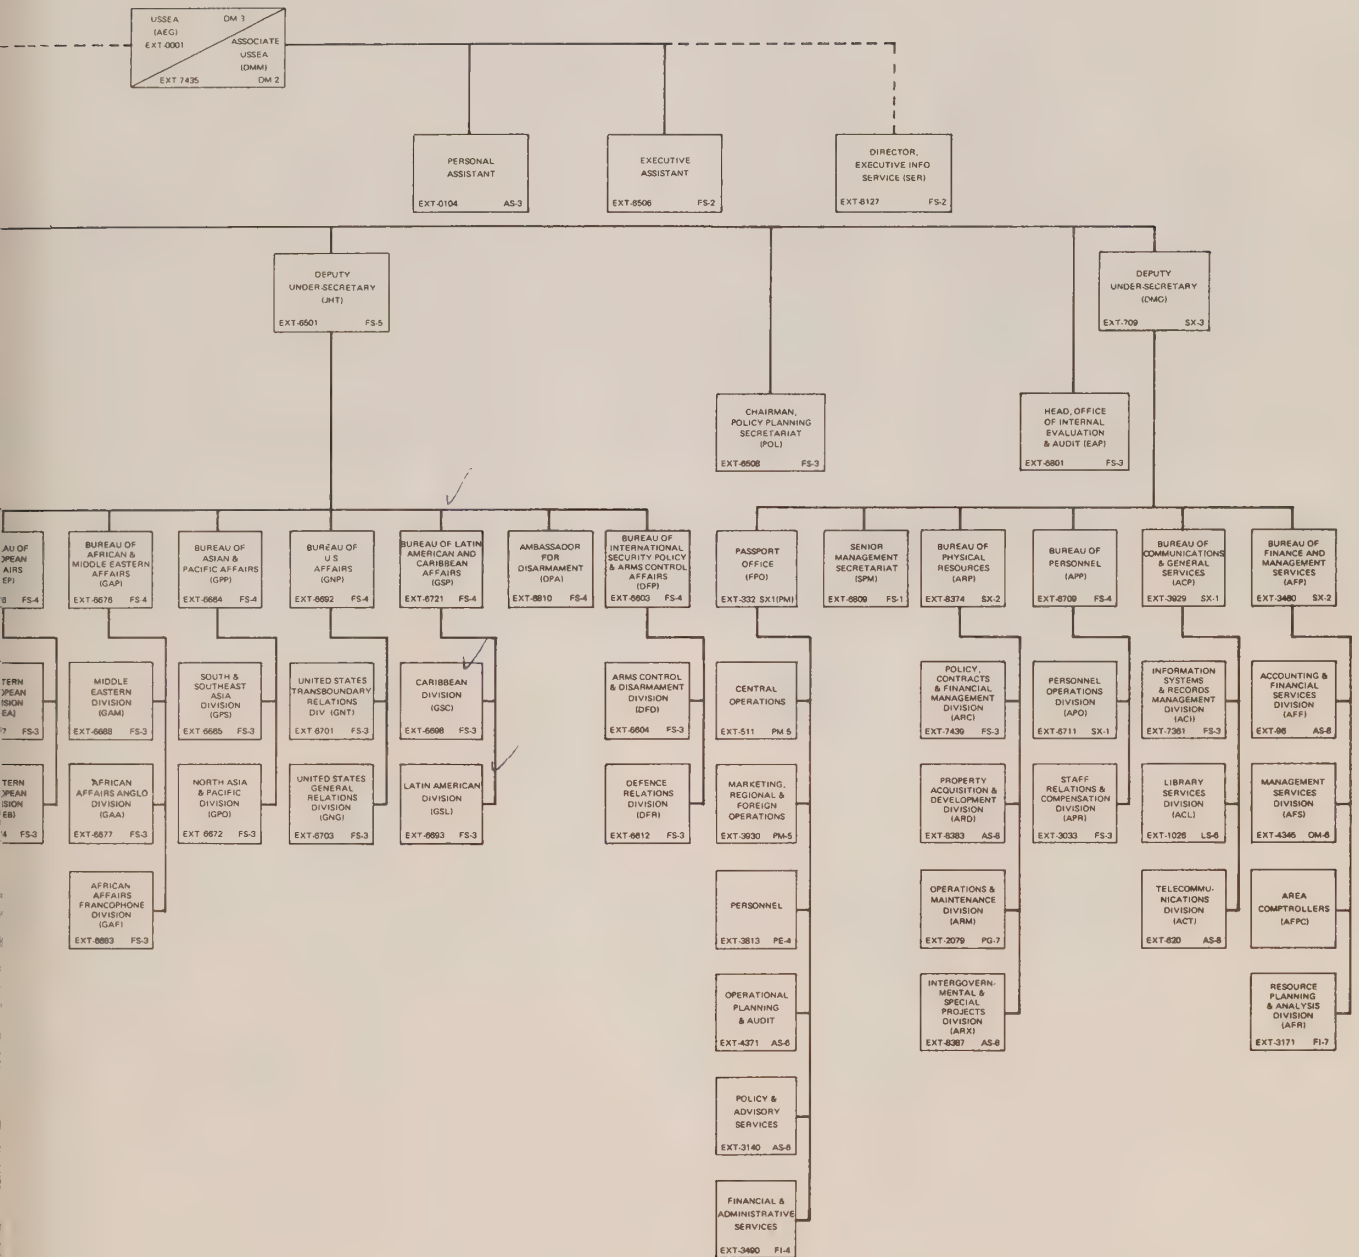 USSEA DM 3
(AEG)
EXT-0001
ASSOCIATE
USSEA
(DMM)
EXT 7435 DM 2
PERSONAL
ASSISTANT
EXT-0104 AS-3
EXECUTIVE
ASSISTANT
EXT-6506 FS-2
DIRECTOR,
EXECUTIVE INFO
SERVICE (SER)
EXT-6127 FS-2
DEPUTY
UNDER-SECRETARY
(JHT)
EXT-6501 FS-5
DEPUTY
UNDER-SECRETARY
(DMG)
EXT-709 SX-3
CHAIRMAN,
POLICY PLANNING
SECRETARIAT
(POL)
EXT-6508 FS-3
HEAD, OFFICE
OF INTERNAL
EVALUATION
& AUDIT (EAP)
EXT-6801 FS-3
FS-4
BUREAU OF
AFRICAN &
MIDDLE EASTERN
AFFAIRS
(GAP)
EXT-6676 FS-4
BUREAU OF
ASIAN &
PACIFIC AFFAIRS
(GPP)
EXT-6664 FS-4
BUREAU OF
U S
AFFAIRS
(GNP)
EXT-6692 FS-4
BUREAU OF LATIN
AMERICAN AND
CARIBBEAN
AFFAIRS
(GSP)
EXT-6721 FS-4
AMBASSADOR
FOR
DISARMAMENT
(DPA)
EXT-6810 FS-4
BUREAU OF
INTERNATIONAL
SECURITY POLICY
& ARMS CONTROL
AFFAIRS
(DFP)
EXT-6603 FS-4
PASSPORT
OFFICE
(FPO)
EXT-332 SX1(PM)
SENIOR
MANAGEMENT
SECRETARIAT
(SPM)
EXT-6809 FS-1
BUREAU OF
PHYSICAL
RESOURCES
(ARP)
EXT-8374 SX-2
BUREAU OF
PERSONNEL
(APP)
EXT-6709 FS-4
BUREAU OF
COMMUNICATIONS
& GENERAL
SERVICES
(ACP)
EXT-3929 SX-1
BUREAU OF
FINANCE AND
MANAGEMENT
SERVICES
(AFP)
EXT-3480 SX-2
FS-3
MIDDLE
EASTERN
DIVISION
(GAM)
EXT-6688 FS-3
SOUTH &
SOUTHEAST
ASIA
DIVISION
(GPS)
EXT 6665 FS-3
UNITED STATES
TRANSBOUNDARY
RELATIONS
DIV (GNT)
EXT 6701 FS-3
CARIBBEAN
DIVISION
(GSC)
EXT-6698 FS-3
ARMS CONTROL
& DISARMAMENT
DIVISION
(DFD)
EXT-6604 FS-3
CENTRAL
OPERATIONS
EXT-511 PM 5
POLICY,
CONTRACTS
& FINANCIAL
MANAGEMENT
DIVISION
(ARC)
EXT-7439 FS-3
PERSONNEL
OPERATIONS
DIVISION
(APO)
EXT-6711 SX-1
INFORMATION
SYSTEMS
& RECORDS
MANAGEMENT
DIVISION
(ACI)
EXT-7361 FS-3
ACCOUNTING &
FINANCIAL
SERVICES
DIVISION
(AFF)
EXT-96 AS-8
FS-3
AFRICAN
AFFAIRS ANGLO
DIVISION
(GAA)
EXT-6677 FS-3
NORTH ASIA
& PACIFIC
DIVISION
(GPO)
EXT 6672 FS-3
UNITED STATES
GENERAL
RELATIONS
DIVISION
(GNG)
EXT-6703 FS-3
LATIN AMERICAN
DIVISION
(GSL)
EXT-6693 FS-3
DEFENCE
RELATIONS
DIVISION
(DFR)
EXT-6612 FS-3
MARKETING,
REGIONAL &
FOREIGN
OPERATIONS
EXT-3930 PM-5
PROPERTY
ACQUISITION &
DEVELOPMENT
DIVISION
(ARD)
EXT-8383 AS-8
STAFF
RELATIONS &
COMPENSATION
DIVISION
(APR)
EXT-3033 FS-3
LIBRARY
SERVICES
DIVISION
(ACL)
EXT-1026 LS-6
MANAGEMENT
SERVICES
DIVISION
(AFS)
EXT-4346 OM-6
AFRICAN
AFFAIRS
FRANCOPHONE
DIVISION
(GAF)
EXT-6683 FS-3
PERSONNEL
EXT-3813 PE-4
OPERATIONS &
MAINTENANCE
DIVISION
(ARM)
EXT-2079 PG-7
TELECOMMU-
NICATIONS
DIVISION
(ACT)
EXT-620 AS-8
AREA
COMPTROLLERS
(AFPC)
OPERATIONAL
PLANNING
& AUDIT
EXT-4371 AS-6
INTERGOVERN-
MENTAL &
SPECIAL
PROJECTS
DIVISION
(ARX)
EXT-8387 AS-8
RESOURCE
PLANNING
& ANALYSIS
DIVISION
(AFR)
EXT-3171 FI-7
POLICY &
ADVISORY
SERVICES
EXT-3140 AS-6
FINANCIAL &
ADMINISTRATIVE
SERVICES
EXT-3490 FI-4